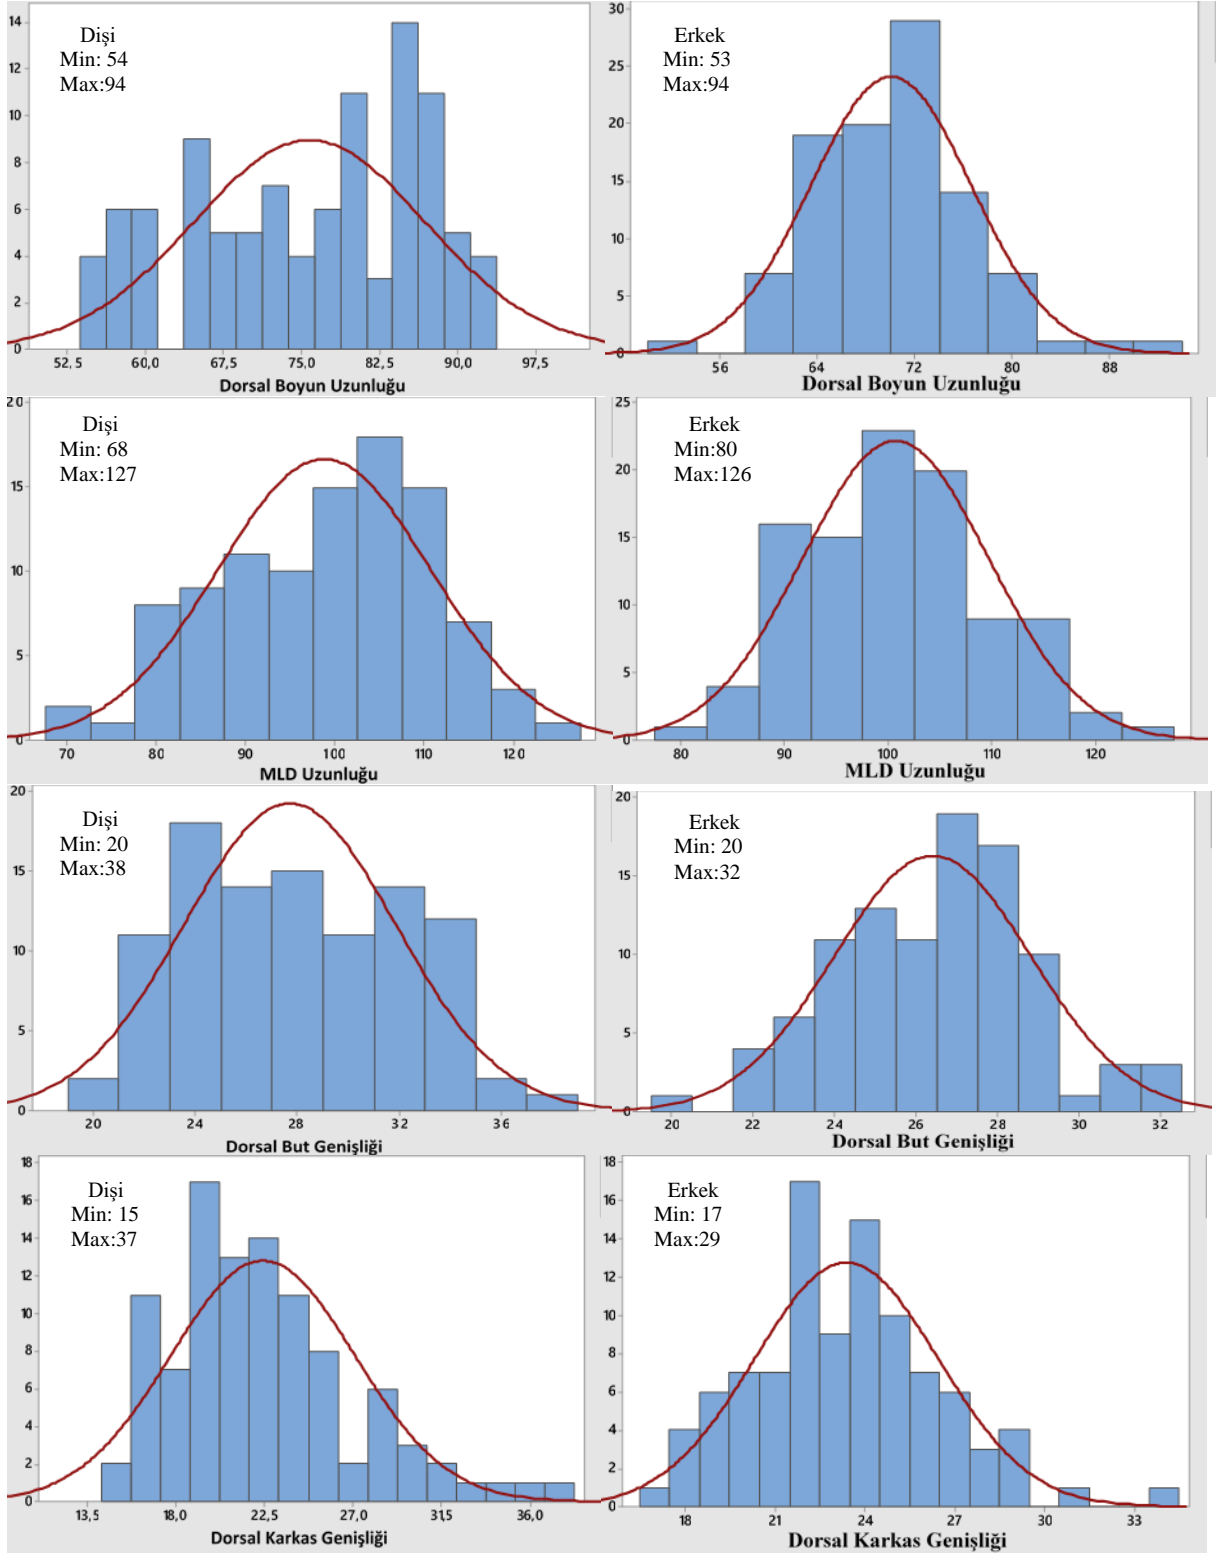 14
12
10
8
6
4
2
0
Dişi
Min: 54
Max:94
52,5 60,0 67,5 75,0 82,5 90,0 97,5
Dorsal Boyun Uzunluğu
30
25
20
15
10
5
0
Erkek
Min: 53
Max:94
56 64 72 80 88
Dorsal Boyun Uzunluğu
20
15
10
5
0
Dişi
Min: 68
Max:127
70 80 90 100 110 120
MLD Uzunluğu
25
20
15
10
5
0
Erkek
Min:80
Max:126
80 90 100 110 120
MLD Uzunluğu
20
15
10
5
0
Dişi
Min: 20
Max:38
20 24 28 32 36
Dorsal But Genişliği
20
15
10
5
0
Erkek
Min: 20
Max:32
20 22 24 26 28 30 32
Dorsal But Genişliği
18
16
14
12
10
8
6
4
2
0
Dişi
Min: 15
Max:37
13,5 18,0 22,5 27,0 31,5 36,0
Dorsal Karkas Genişliği
18
16
14
12
10
8
6
4
2
0
Erkek
Min: 17
Max:29
18 21 24 27 30 33
Dorsal Karkas Genişliği